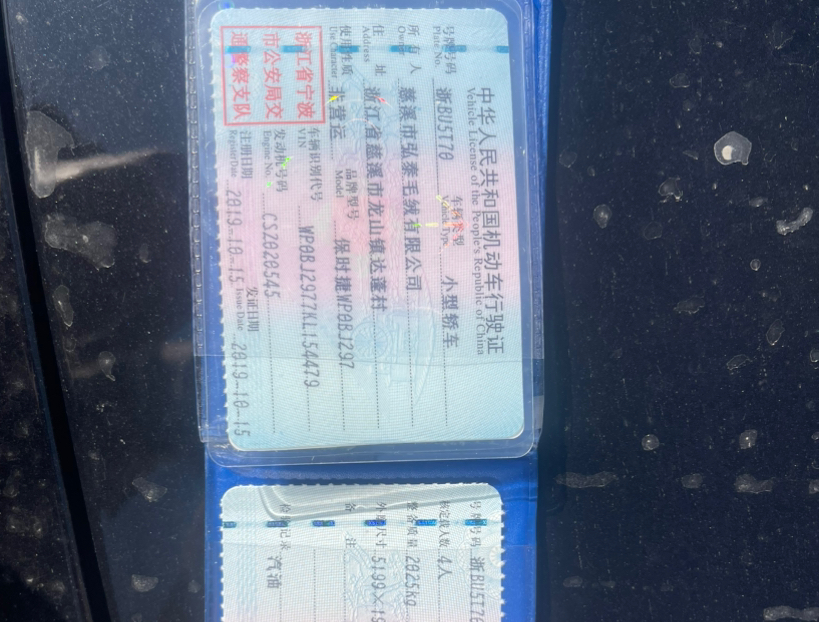 中华人民共和国机动车行驶证
Vehicle License of the People's Republic of China
号牌号码 浙BU5T70 车辆类型 小型轿车
Plate No. Vehicle Type
所有人 慈溪市弘泰毛绒有限公司
Owner
住址 浙江省慈溪市龙山镇达蓬村
Address
使用性质 非营运 品牌型号 保时捷WP0BJ297
Use Character Model
浙江省宁波
市公安局交
通警察支队
车辆识别代号 WP0BJ2977KL154479
VIN
发动机号码 CSZ020545
Engine No.
注册日期 2019-10-15 发证日期 2019-10-15
Register Date Issue Date
号牌号码 浙BU5T70
核定载人数 4人
整备质量 2025kg
外廓尺寸 5199×19
备注
检验记录 汽油